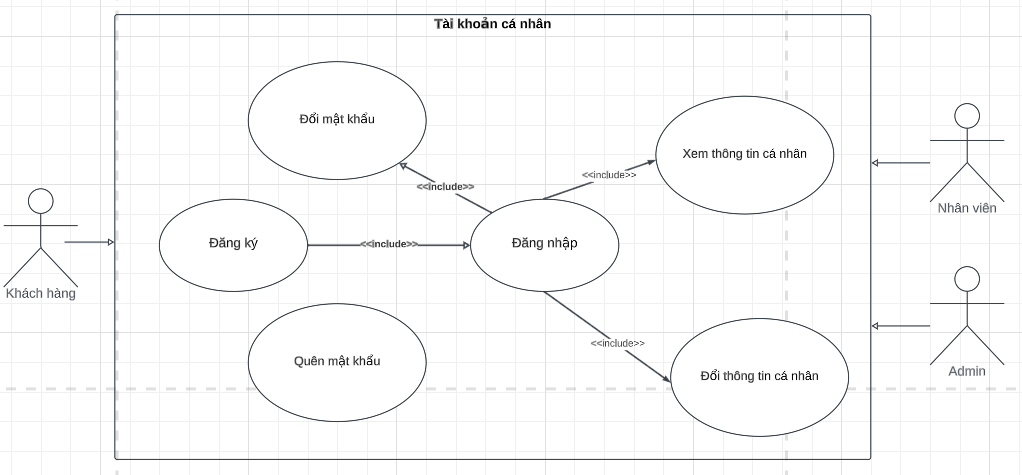 Tài khoản cá nhân
Đổi mật khẩu
Xem thông tin cá nhân
<<include>>
<<include>>
Nhân viên
Đăng ký
<<include>>
Đăng nhập
Khách hàng
<<include>>
Quên mật khẩu
Đổi thông tin cá nhân
Admin